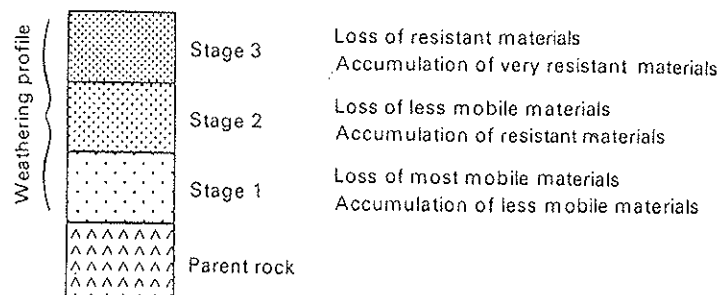 Weathering profile
Stage 3
Loss of resistant materials
Accumulation of very resistant materials
Stage 2
Loss of less mobile materials
Accumulation of resistant materials
Stage 1
Loss of most mobile materials
Accumulation of less mobile materials
Parent rock